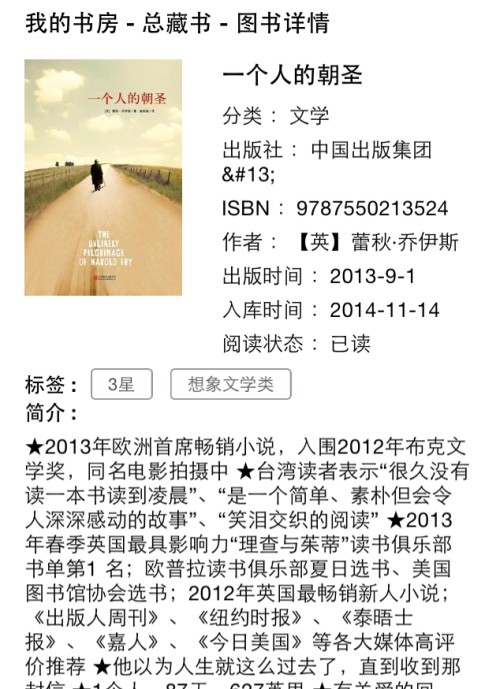 我的书房 - 总藏书 - 图书详情
一个人的朝圣
THE
UNLIKELY
PILGRIMAGE
OF HAROLD FRY
一个人的朝圣
分类 ： 文学
出版社 ： 中国出版集团
&#13;
ISBN ： 9787550213524
作者 ： 【英】蕾秋·乔伊斯
出版时间 ： 2013-9-1
入库时间 ： 2014-11-14
阅读状态 ： 已读
标签： 3星 想象文学类
简介：
★2013年欧洲首席畅销小说，入围2012年布克文
学奖，同名电影拍摄中 ★台湾读者表示“很久没有
读一本书读到凌晨”、“是一个简单、素朴但会令
人深深感动的故事”、“笑泪交织的阅读” ★2013
年春季英国最具影响力“理查与茱蒂”读书俱乐部
书单第1 名；欧普拉读书俱乐部夏日选书、美国
图书馆协会选书；2012年英国最畅销新人小说；
《出版人周刊》、《纽约时报》、《泰晤士
报》、《嘉人》、《今日美国》等各大媒体高评
价推荐 ★他以为人生就这么过去了，直到收到那
封信 ★1个人，87天，627英里 ★有关爱的回